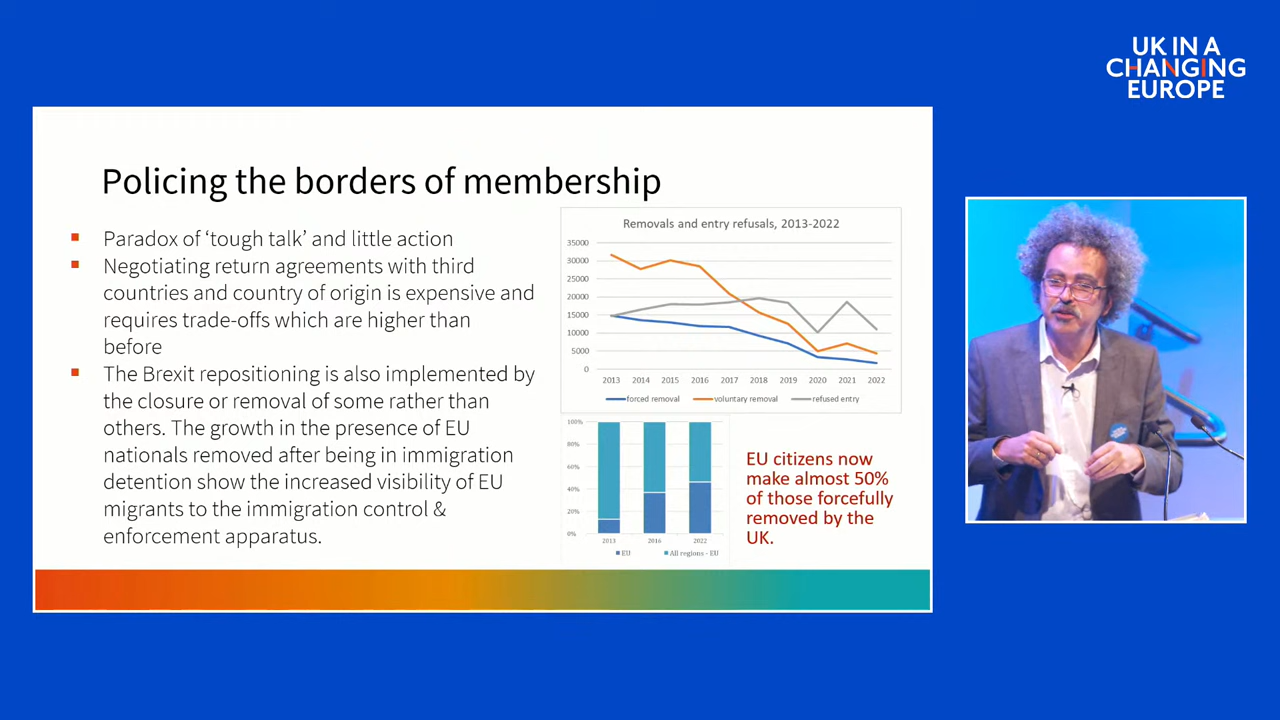 UK IN A
CHANGING
EUROPE
Policing the borders of membership
Paradox of ‘tough talk’ and little action
Negotiating return agreements with third
countries and country of origin is expensive and
requires trade-offs which are higher than
before
The Brexit repositioning is also implemented by
the closure or removal of some rather than
others. The growth in the presence of EU
nationals removed after being in immigration
detention show the increased visibility of EU
migrants to the immigration control &
enforcement apparatus.
Removals and entry refusals, 2013-2022
35000
30000
25000
20000
15000
10000
5000
0
2013 2014 2015 2016 2017 2018 2019 2020 2021 2022
forced removal voluntary removal refused entry
100%
80%
60%
40%
20%
0%
2013 2016 2022
EU All regions - EU
EU citizens now
make almost 50%
of those forcefully
removed by the
UK.